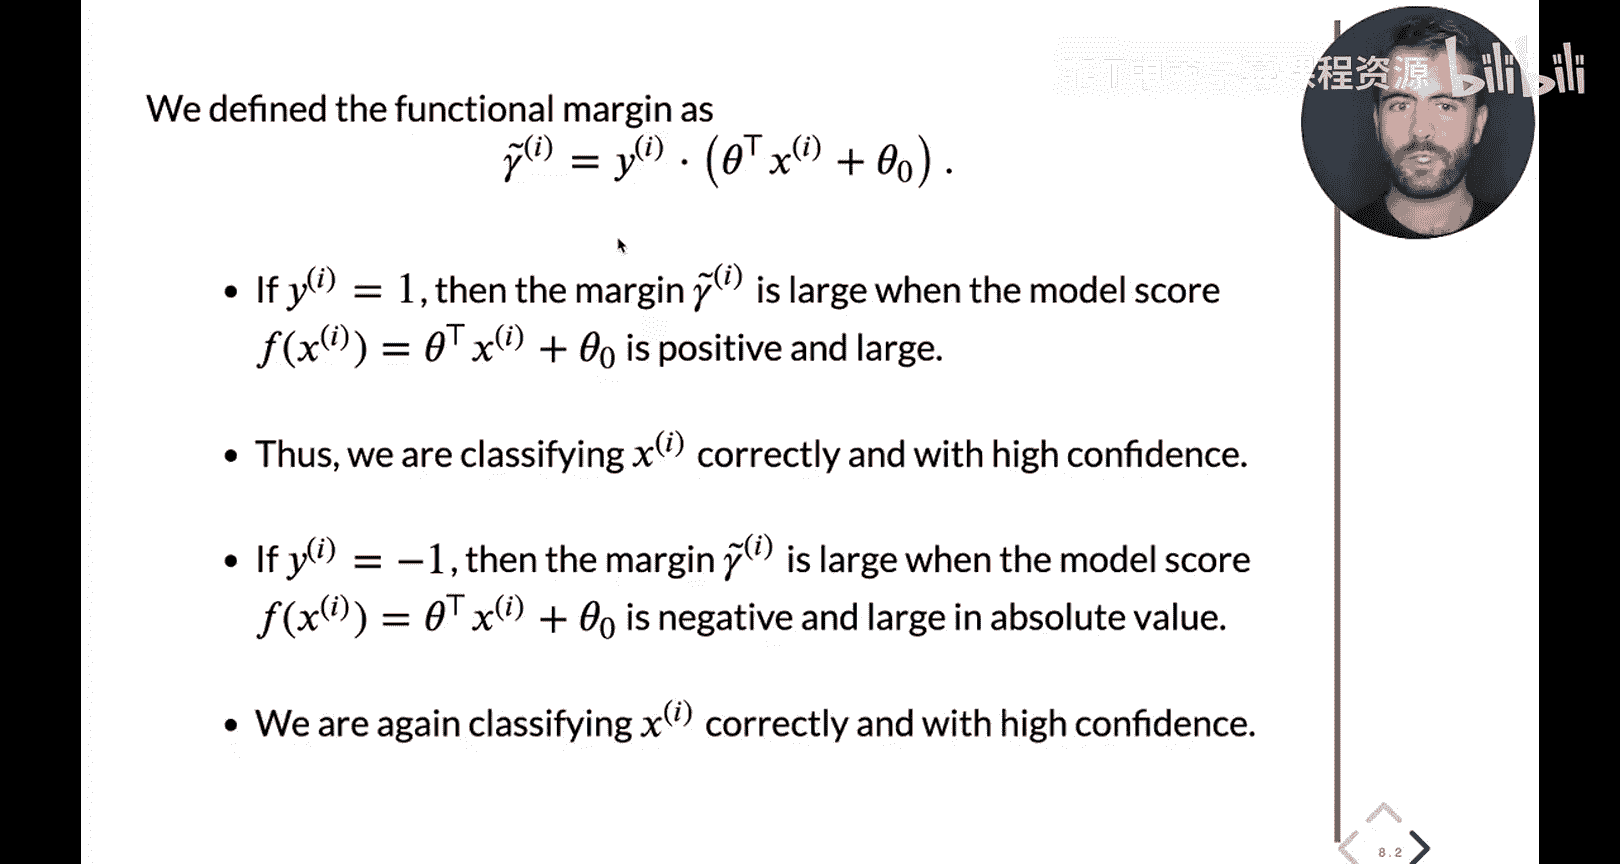 程资源 bilibili
We defined the functional margin as
γ̃⁽ⁱ⁾ = y⁽ⁱ⁾ · (θ⊤ x⁽ⁱ⁾ + θ₀) .
• If y⁽ⁱ⁾ = 1, then the margin γ̃⁽ⁱ⁾ is large when the model score
f(x⁽ⁱ⁾) = θ⊤ x⁽ⁱ⁾ + θ₀ is positive and large.
• Thus, we are classifying x⁽ⁱ⁾ correctly and with high confidence.
• If y⁽ⁱ⁾ = −1, then the margin γ̃⁽ⁱ⁾ is large when the model score
f(x⁽ⁱ⁾) = θ⊤ x⁽ⁱ⁾ + θ₀ is negative and large in absolute value.
• We are again classifying x⁽ⁱ⁾ correctly and with high confidence.
8.2